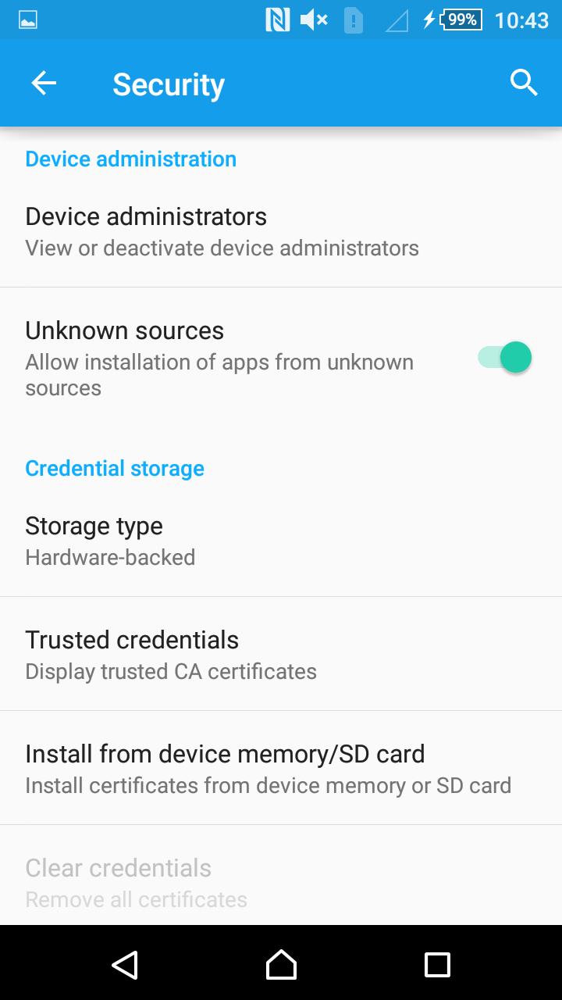 99% 10:43
Security
Device administration
Device administrators
View or deactivate device administrators
Unknown sources
Allow installation of apps from unknown
sources
Credential storage
Storage type
Hardware-backed
Trusted credentials
Display trusted CA certificates
Install from device memory/SD card
Install certificates from device memory or SD card
Clear credentials
Remove all certificates